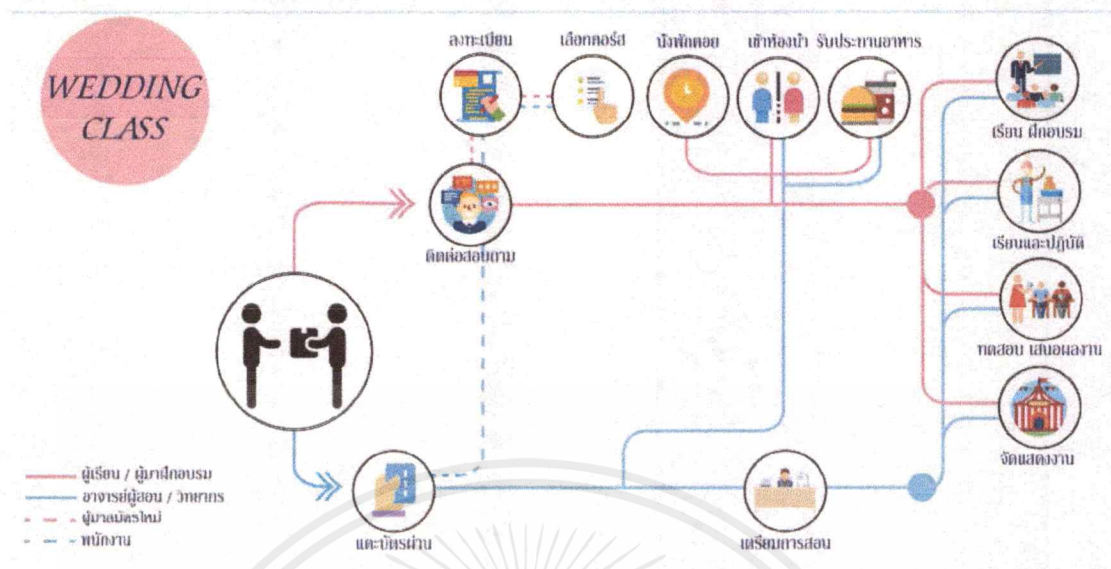 WEDDING
CLASS
ลงทะเบียน
เลือกคอร์ส
นั่งพักคอย
เข้าห้องน้ำ
รับประทานอาหาร
ติดต่อสอบถาม
เรียน ฝึกอบรม
เรียนและปฏิบัติ
ทดสอบ เสนอผลงาน
จัดแสดงงาน
ผู้เรียน / ผู้มาฝึกอบรม
อาจารย์ผู้สอน / วิทยากร
ผู้มาสมัครใหม่
พนักงาน
แตะบัตรผ่าน
เตรียมการสอน